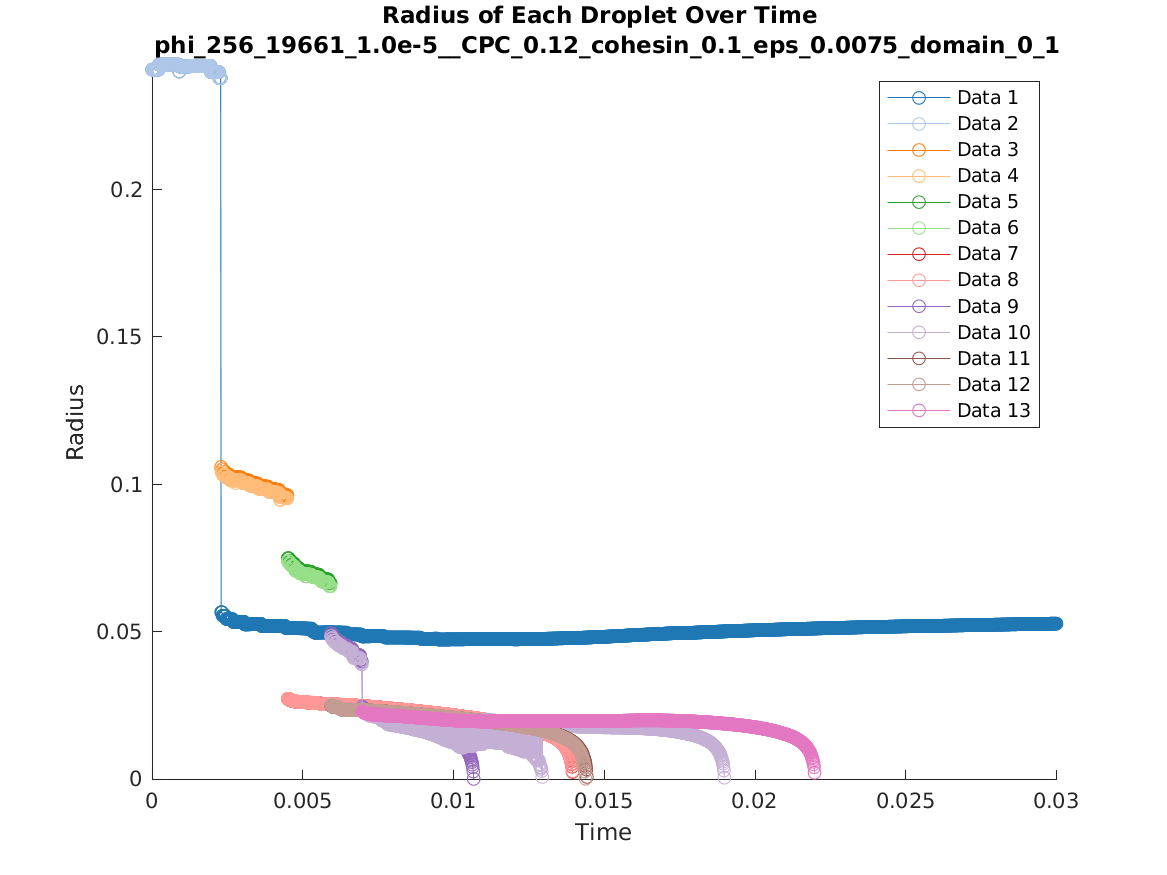 Radius of Each Droplet Over Time
phi_256_19661_1.0e-5__CPC_0.12_cohesin_0.1_eps_0.0075_domain_0_1
Data 1
Data 2
Data 3
Data 4
Data 5
Data 6
Data 7
Data 8
Data 9
Data 10
Data 11
Data 12
Data 13
0.2
0.15
0.1
0.05
0
Radius
0
0.005
0.01
0.015
0.02
0.025
0.03
Time